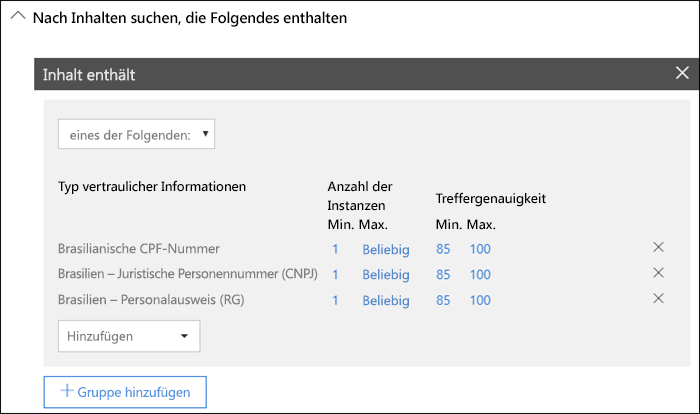 Nach Inhalten suchen, die Folgendes enthalten
Inhalt enthält
eines der Folgenden:
Typ vertraulicher Informationen Anzahl der Instanzen Treffergenauigkeit
Min. Max. Min. Max.
Brasilianische CPF-Nummer 1 Beliebig 85 100
Brasilien – Juristische Personennummer (CNPJ) 1 Beliebig 85 100
Brasilien – Personalausweis (RG) 1 Beliebig 85 100
Hinzufügen
Gruppe hinzufügen